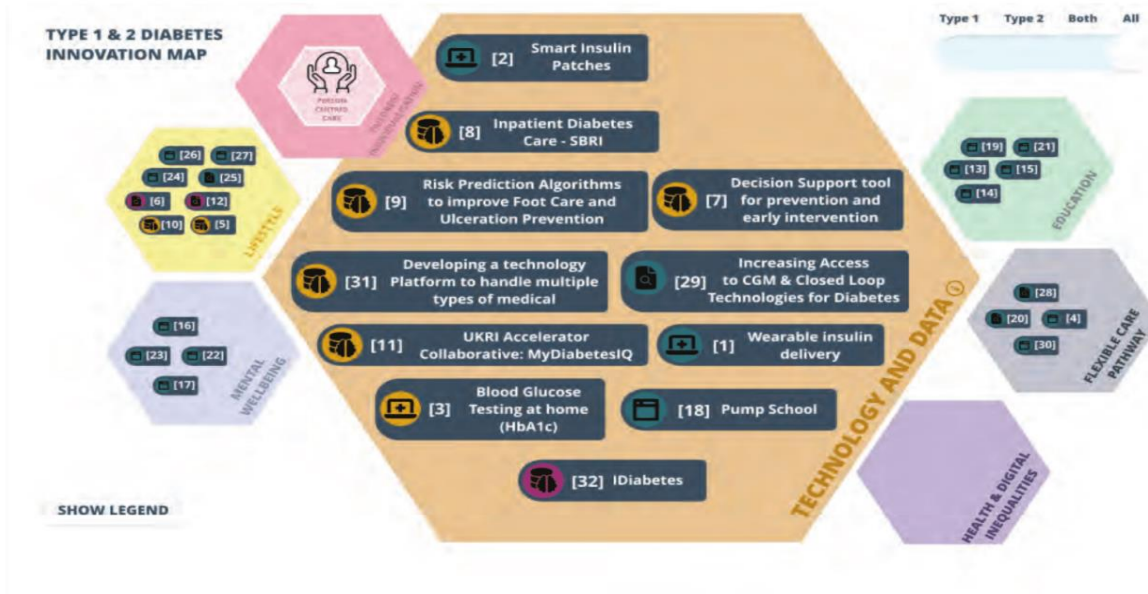 TYPE 1 & 2 DIABETES
INNOVATION MAP
Type 1 Type 2 Both All
PERSON
CENTRED
CARE
[2] Smart Insulin
Patches
[8] Inpatient Diabetes
Care - SBRI
[9] Risk Prediction Algorithms
to improve Foot Care and
Ulceration Prevention
[7] Decision Support tool
for prevention and
early intervention
[31] Developing a technology
Platform to handle multiple
types of medical
[29] Increasing Access
to CGM & Closed Loop
Technologies for Diabetes
[11] UKRI Accelerator
Collaborative: MyDiabetesIQ
[1] Wearable insulin
delivery
[3] Blood Glucose
Testing at home
(HbA1c)
[18] Pump School
[32] IDiabetes
TECHNOLOGY AND DATA
[26] [27]
[24] [25]
[6] [12]
[10] [5]
LIFESTYLE
[16]
[23] [22]
[17]
MENTAL
WELLBEING
[19] [21]
[13] [15]
[14]
EDUCATION
[28]
[20] [4]
[30]
FLEXIBLE CARE
PATHWAY
HEALTH & DIGITAL
INEQUALITIES
SHOW LEGEND